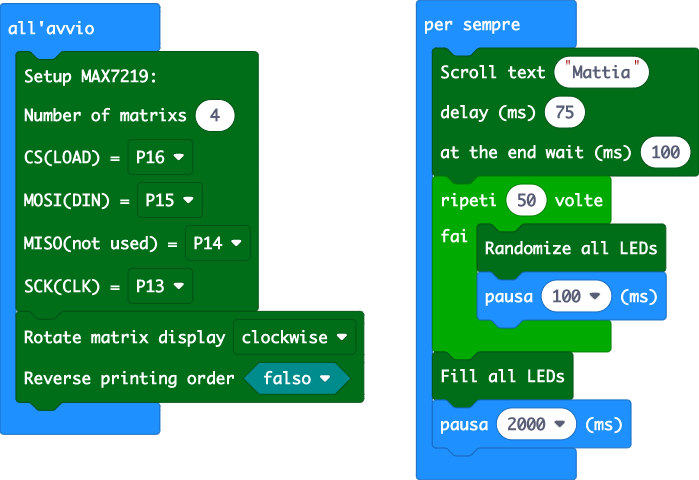 all'avvio
Setup MAX7219:
Number of matrixs 4
CS(LOAD) = P16
MOSI(DIN) = P15
MISO(not used) = P14
SCK(CLK) = P13
Rotate matrix display clockwise
Reverse printing order falso
per sempre
Scroll text "Mattia"
delay (ms) 75
at the end wait (ms) 100
ripeti 50 volte
fai
Randomize all LEDs
pausa 100 (ms)
Fill all LEDs
pausa 2000 (ms)